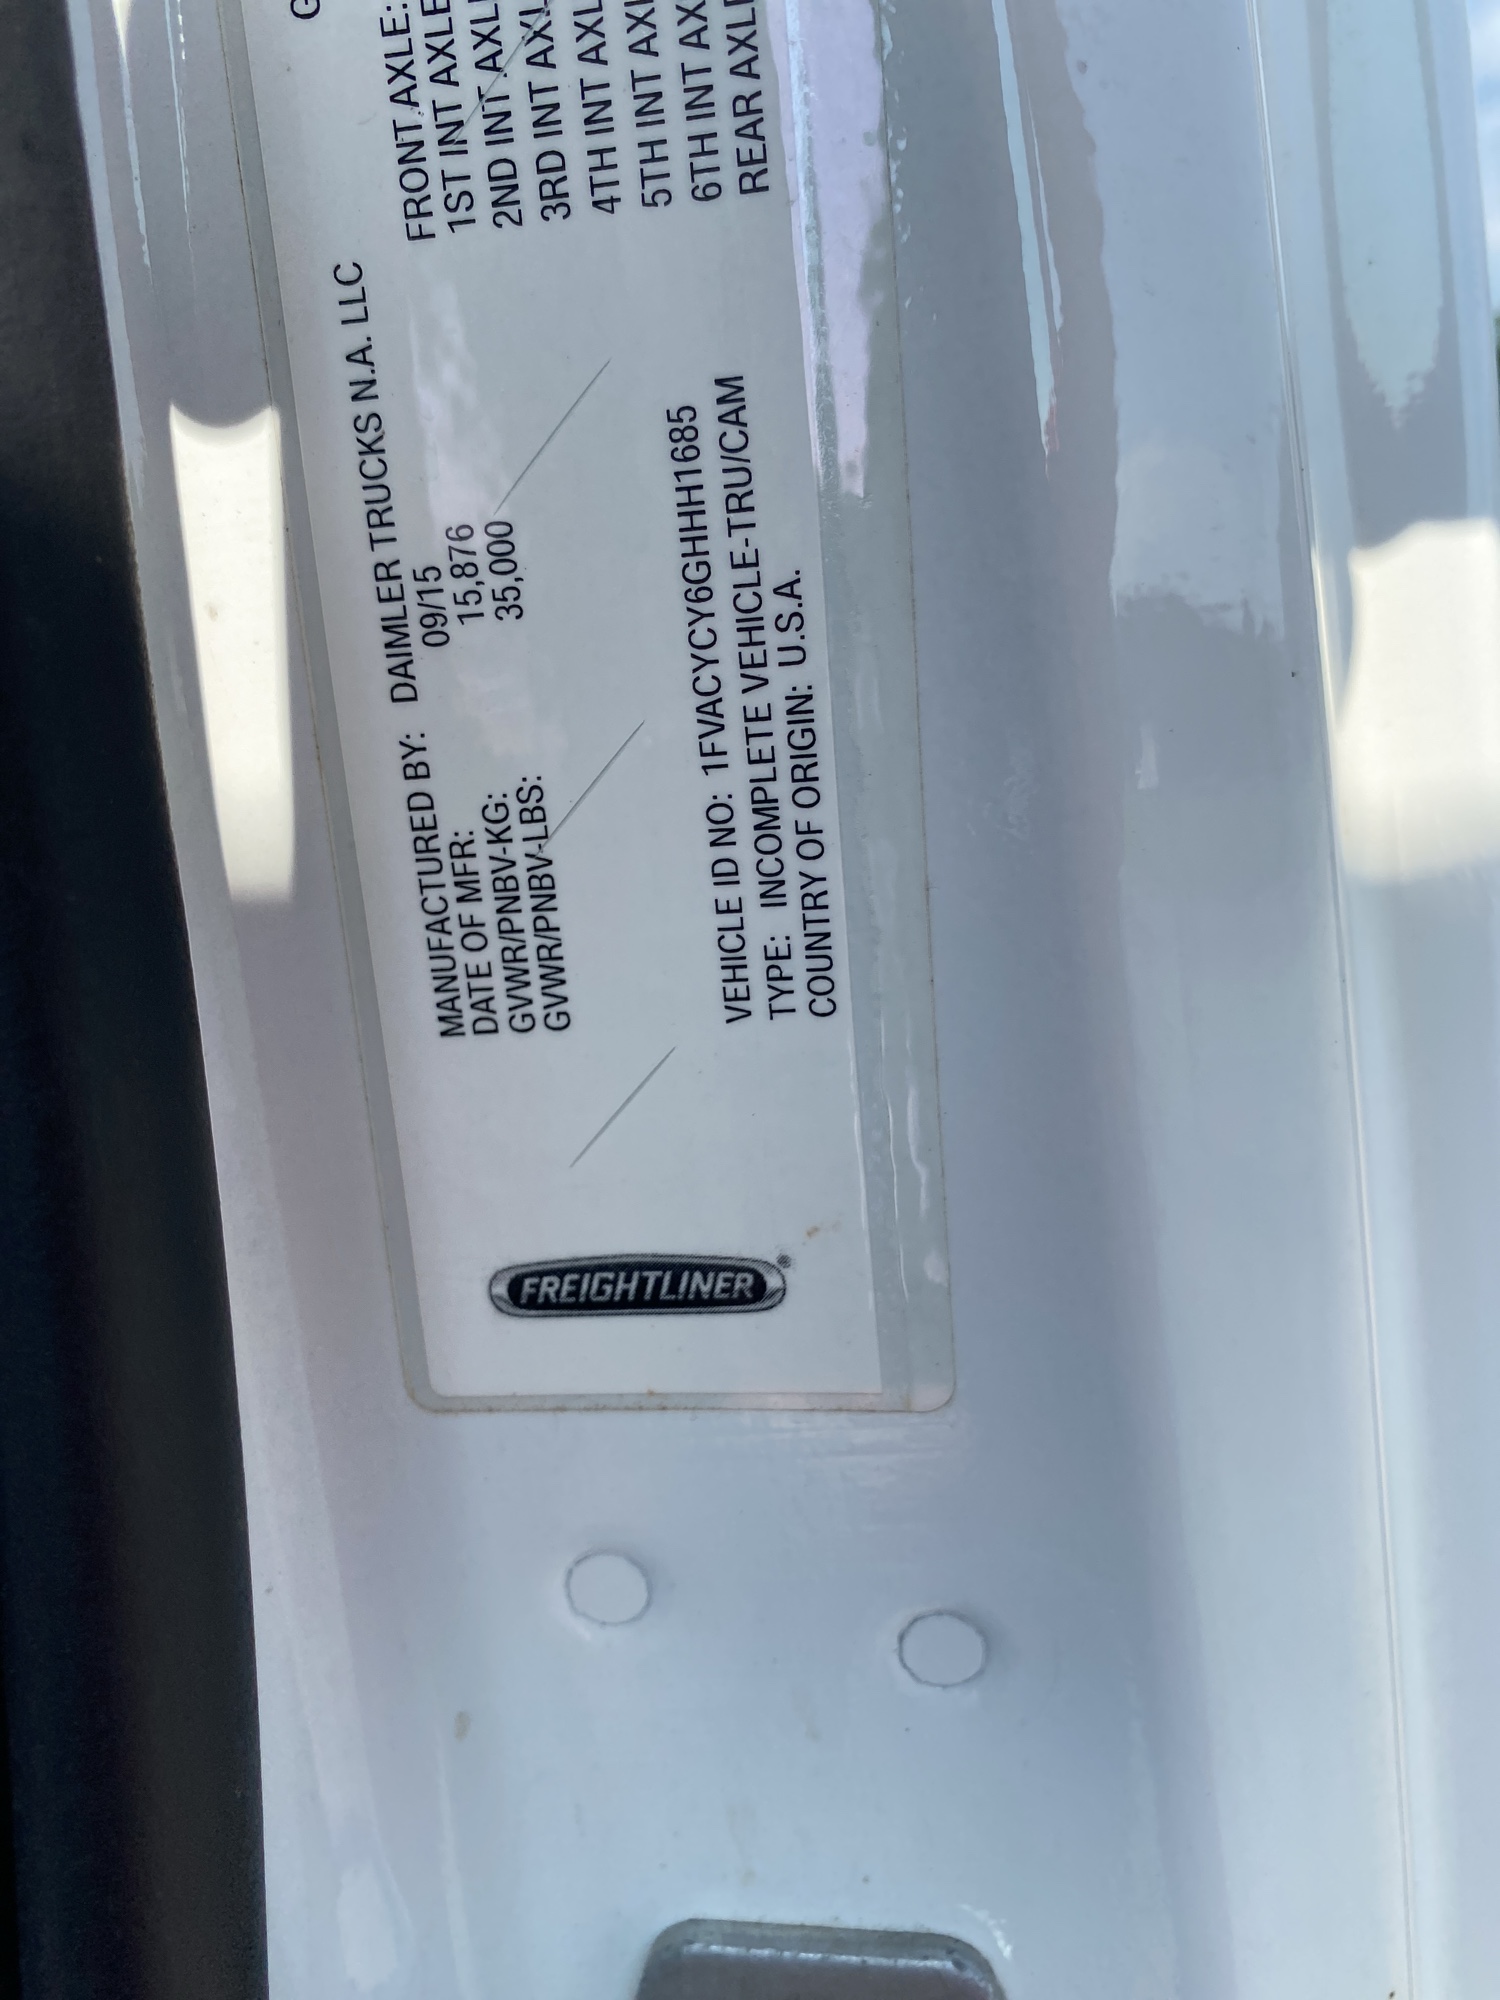 FREIGHTLINER®
MANUFACTURED BY: DAIMLER TRUCKS N.A. LLC
DATE OF MFR: 09/15
GVWR/PNBV-KG: 15,876
GVWR/PNBV-LBS: 35,000
VEHICLE ID NO: 1FVACYCY6GHHH1685
TYPE: INCOMPLETE VEHICLE-TRU/CAM
COUNTRY OF ORIGIN: U.S.A.
G
FRONT AXLE:
1ST INT AXLE
2ND INT AXL
3RD INT AXL
4TH INT AXL
5TH INT AXL
6TH INT AX
REAR AXL